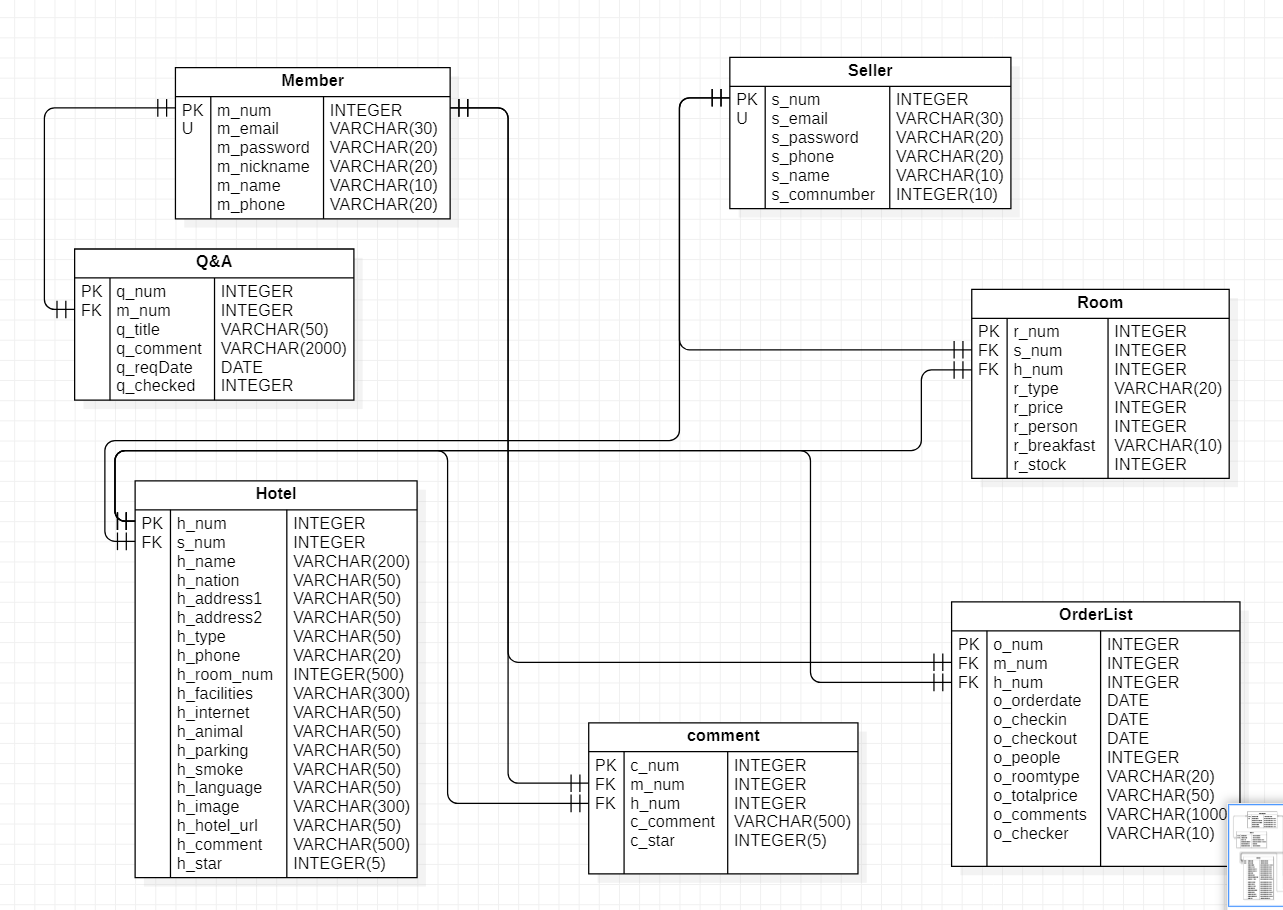 Member
PK m_num INTEGER
U m_email VARCHAR(30)
m_password VARCHAR(20)
m_nickname VARCHAR(20)
m_name VARCHAR(10)
m_phone VARCHAR(20)
Seller
PK s_num INTEGER
U s_email VARCHAR(30)
s_password VARCHAR(20)
s_phone VARCHAR(20)
s_name VARCHAR(10)
s_comnumber INTEGER(10)
Q&A
PK q_num INTEGER
FK m_num INTEGER
q_title VARCHAR(50)
q_comment VARCHAR(2000)
q_reqDate DATE
q_checked INTEGER
Room
PK r_num INTEGER
FK s_num INTEGER
FK h_num INTEGER
r_type VARCHAR(20)
r_price INTEGER
r_person INTEGER
r_breakfast VARCHAR(10)
r_stock INTEGER
Hotel
PK h_num INTEGER
FK s_num INTEGER
h_name VARCHAR(200)
h_nation VARCHAR(50)
h_address1 VARCHAR(50)
h_address2 VARCHAR(50)
h_type VARCHAR(50)
h_phone VARCHAR(20)
h_room_num INTEGER(500)
h_facilities VARCHAR(300)
h_internet VARCHAR(50)
h_animal VARCHAR(50)
h_parking VARCHAR(50)
h_smoke VARCHAR(50)
h_language VARCHAR(50)
h_image VARCHAR(300)
h_hotel_url VARCHAR(50)
h_comment VARCHAR(500)
h_star INTEGER(5)
comment
PK c_num INTEGER
FK m_num INTEGER
FK h_num INTEGER
c_comment VARCHAR(500)
c_star INTEGER(5)
OrderList
PK o_num INTEGER
FK m_num INTEGER
FK h_num INTEGER
o_orderdate DATE
o_checkin DATE
o_checkout DATE
o_people INTEGER
o_roomtype VARCHAR(20)
o_totalprice VARCHAR(50)
o_comments VARCHAR(1000
o_checker VARCHAR(10)